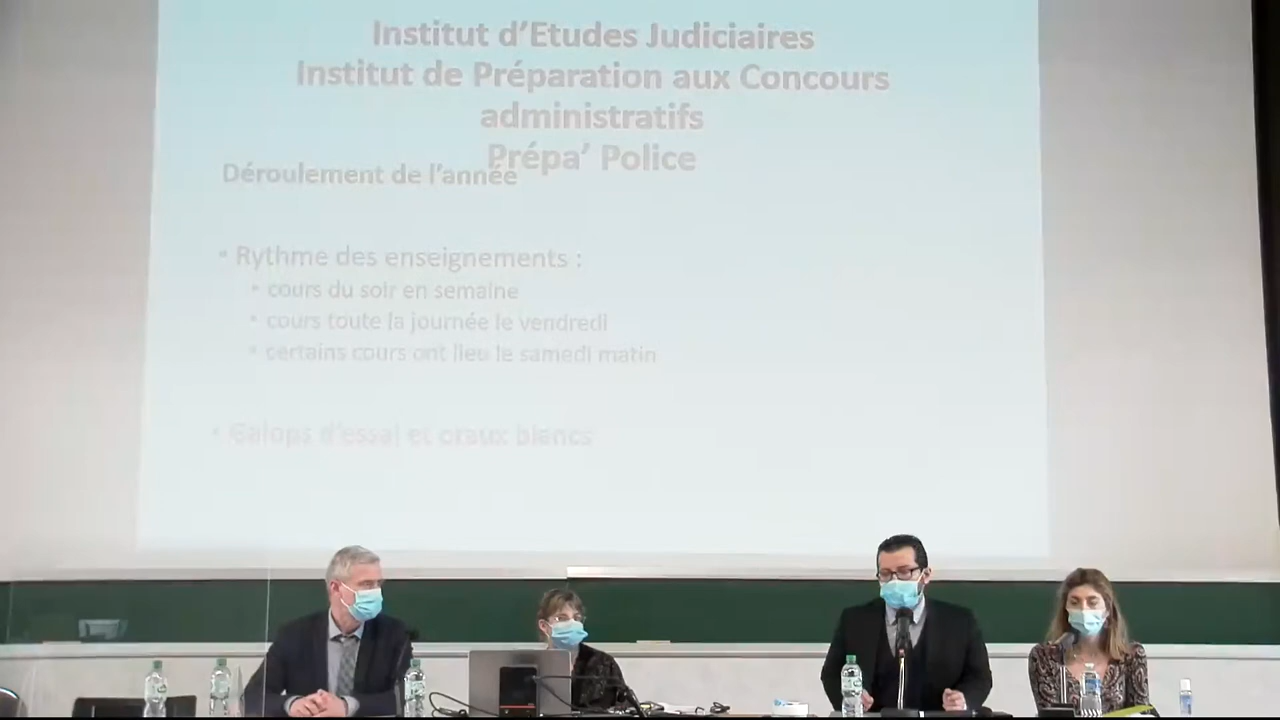 Institut d'Etudes Judiciaires
Institut de Préparation aux Concours
administratifs
Prépa' Police
Déroulement de l'année
• Rythme des enseignements :
• cours du soir en semaine
• cours toute la journée le vendredi
• certains cours ont lieu le samedi matin
• Galops d'essai et oraux blancs